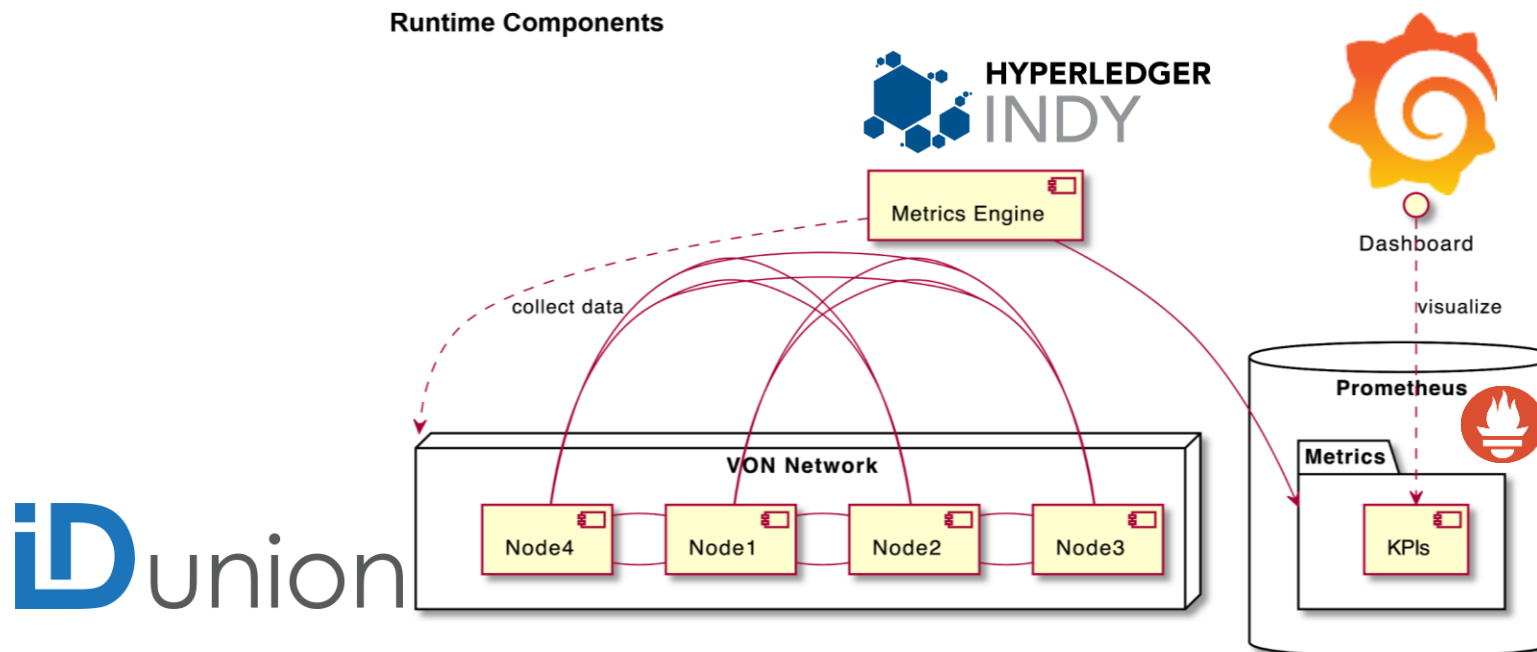 Runtime Components
HYPERLEDGER
INDY
Metrics Engine
Dashboard
collect data
visualize
Prometheus
VON Network
Metrics
Node4
Node1
Node2
Node3
KPIs
iDunion